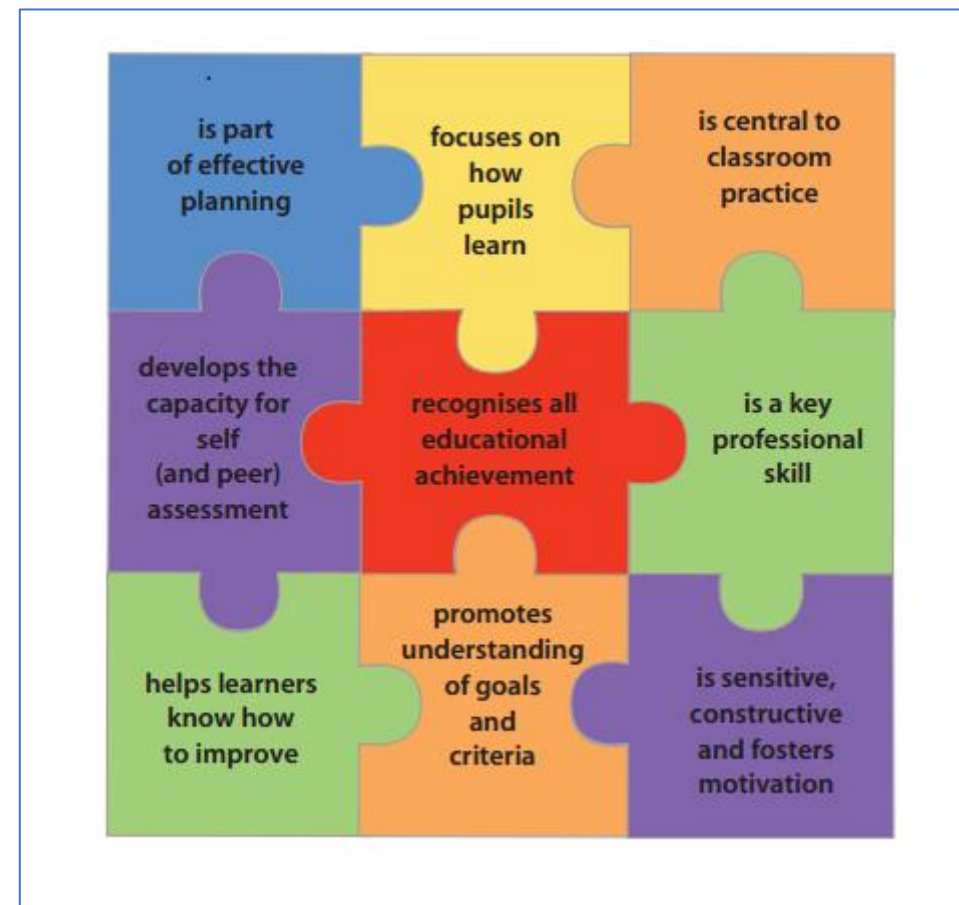 is part
of effective
planning
focuses on
how
pupils
learn
is central to
classroom
practice
develops the
capacity for
self
(and peer)
assessment
recognises all
educational
achievement
is a key
professional
skill
helps learners
know how
to improve
promotes
understanding
of goals
and
criteria
is sensitive,
constructive
and fosters
motivation